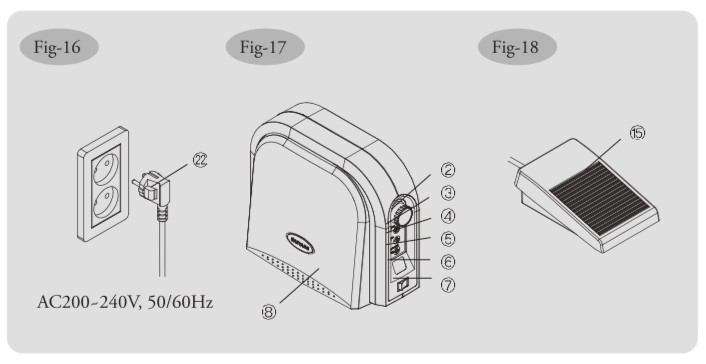 Fig-16
Fig-17
Fig-18
㉒
②
③
④
⑤
⑥
⑦
⑧
⑮
AC200~240V, 50/60Hz